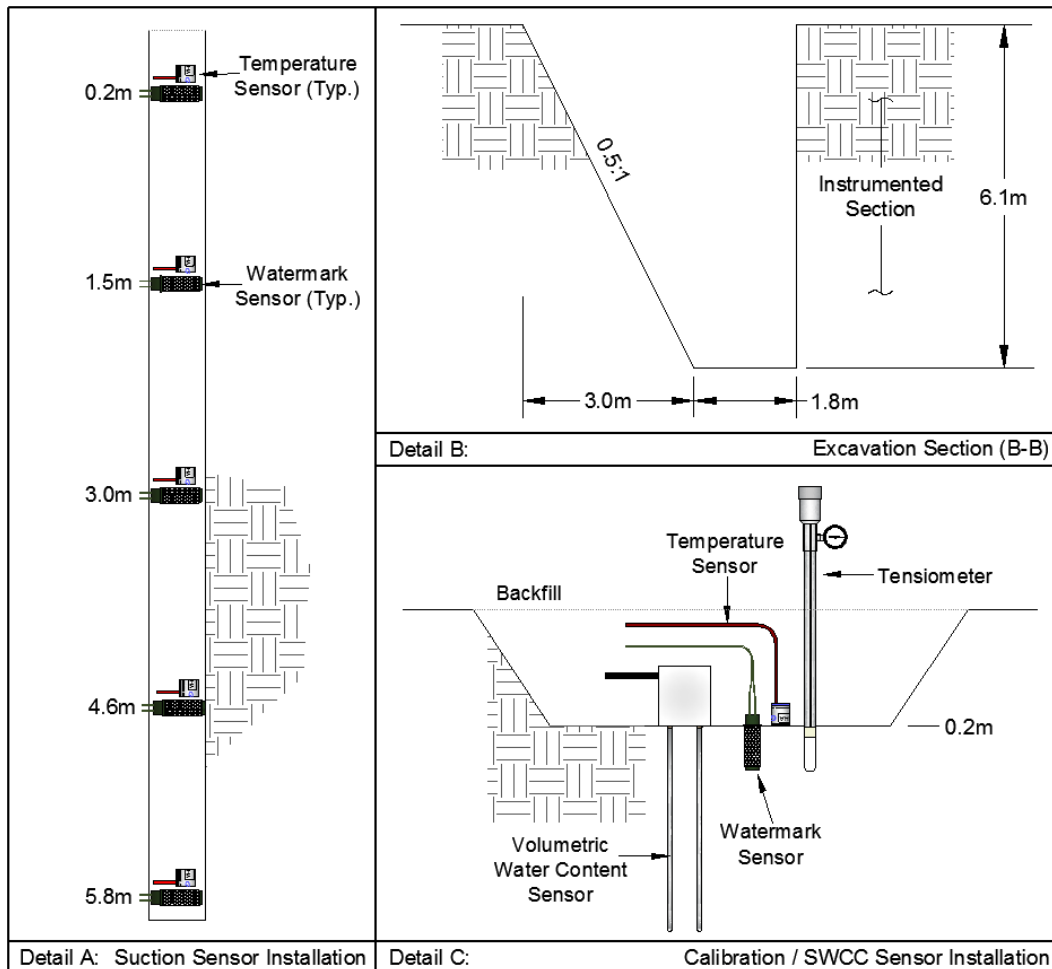 Temperature
Sensor (Typ.)
0.2m
1.5m
Watermark
Sensor (Typ.)
3.0m
4.6m
5.8m
Detail A: Suction Sensor Installation
0.5:1
Instrumented
Section
6.1m
3.0m
1.8m
Detail B: Excavation Section (B-B)
Temperature
Sensor
Tensiometer
Backfill
0.2m
Volumetric
Water Content
Sensor
Watermark
Sensor
Detail C: Calibration / SWCC Sensor Installation